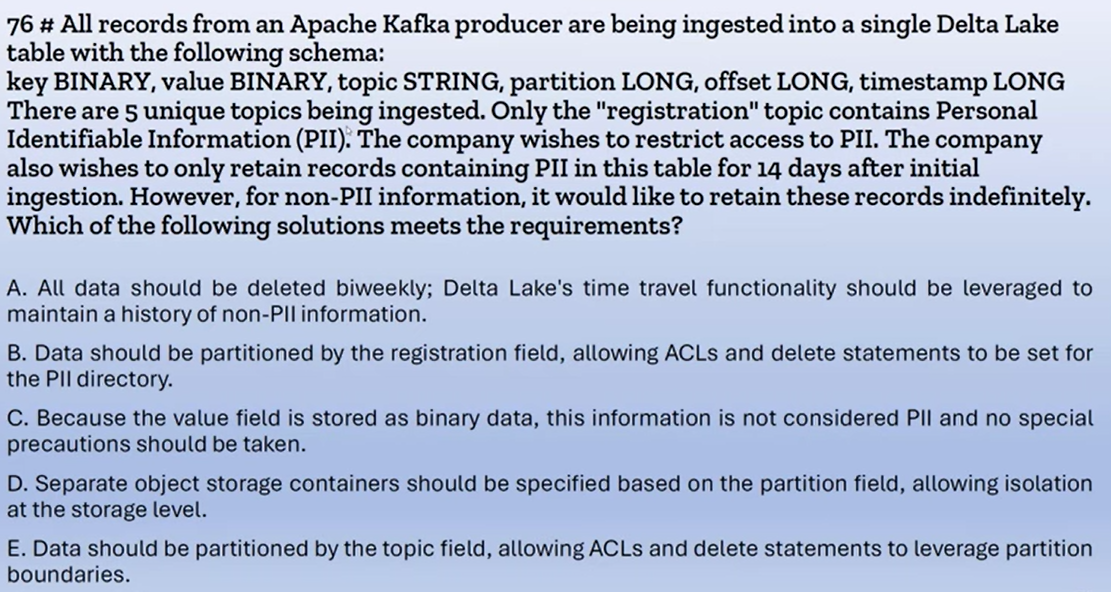 76 # All records from an Apache Kafka producer are being ingested into a single Delta Lake
table with the following schema:
key BINARY, value BINARY, topic STRING, partition LONG, offset LONG, timestamp LONG
There are 5 unique topics being ingested. Only the "registration" topic contains Personal
Identifiable Information (PII). The company wishes to restrict access to PII. The company
also wishes to only retain records containing PII in this table for 14 days after initial
ingestion. However, for non-PII information, it would like to retain these records indefinitely.
Which of the following solutions meets the requirements?
A. All data should be deleted biweekly; Delta Lake's time travel functionality should be leveraged to
maintain a history of non-PII information.
B. Data should be partitioned by the registration field, allowing ACLs and delete statements to be set for
the PII directory.
C. Because the value field is stored as binary data, this information is not considered PII and no special
precautions should be taken.
D. Separate object storage containers should be specified based on the partition field, allowing isolation
at the storage level.
E. Data should be partitioned by the topic field, allowing ACLs and delete statements to leverage partition
boundaries.